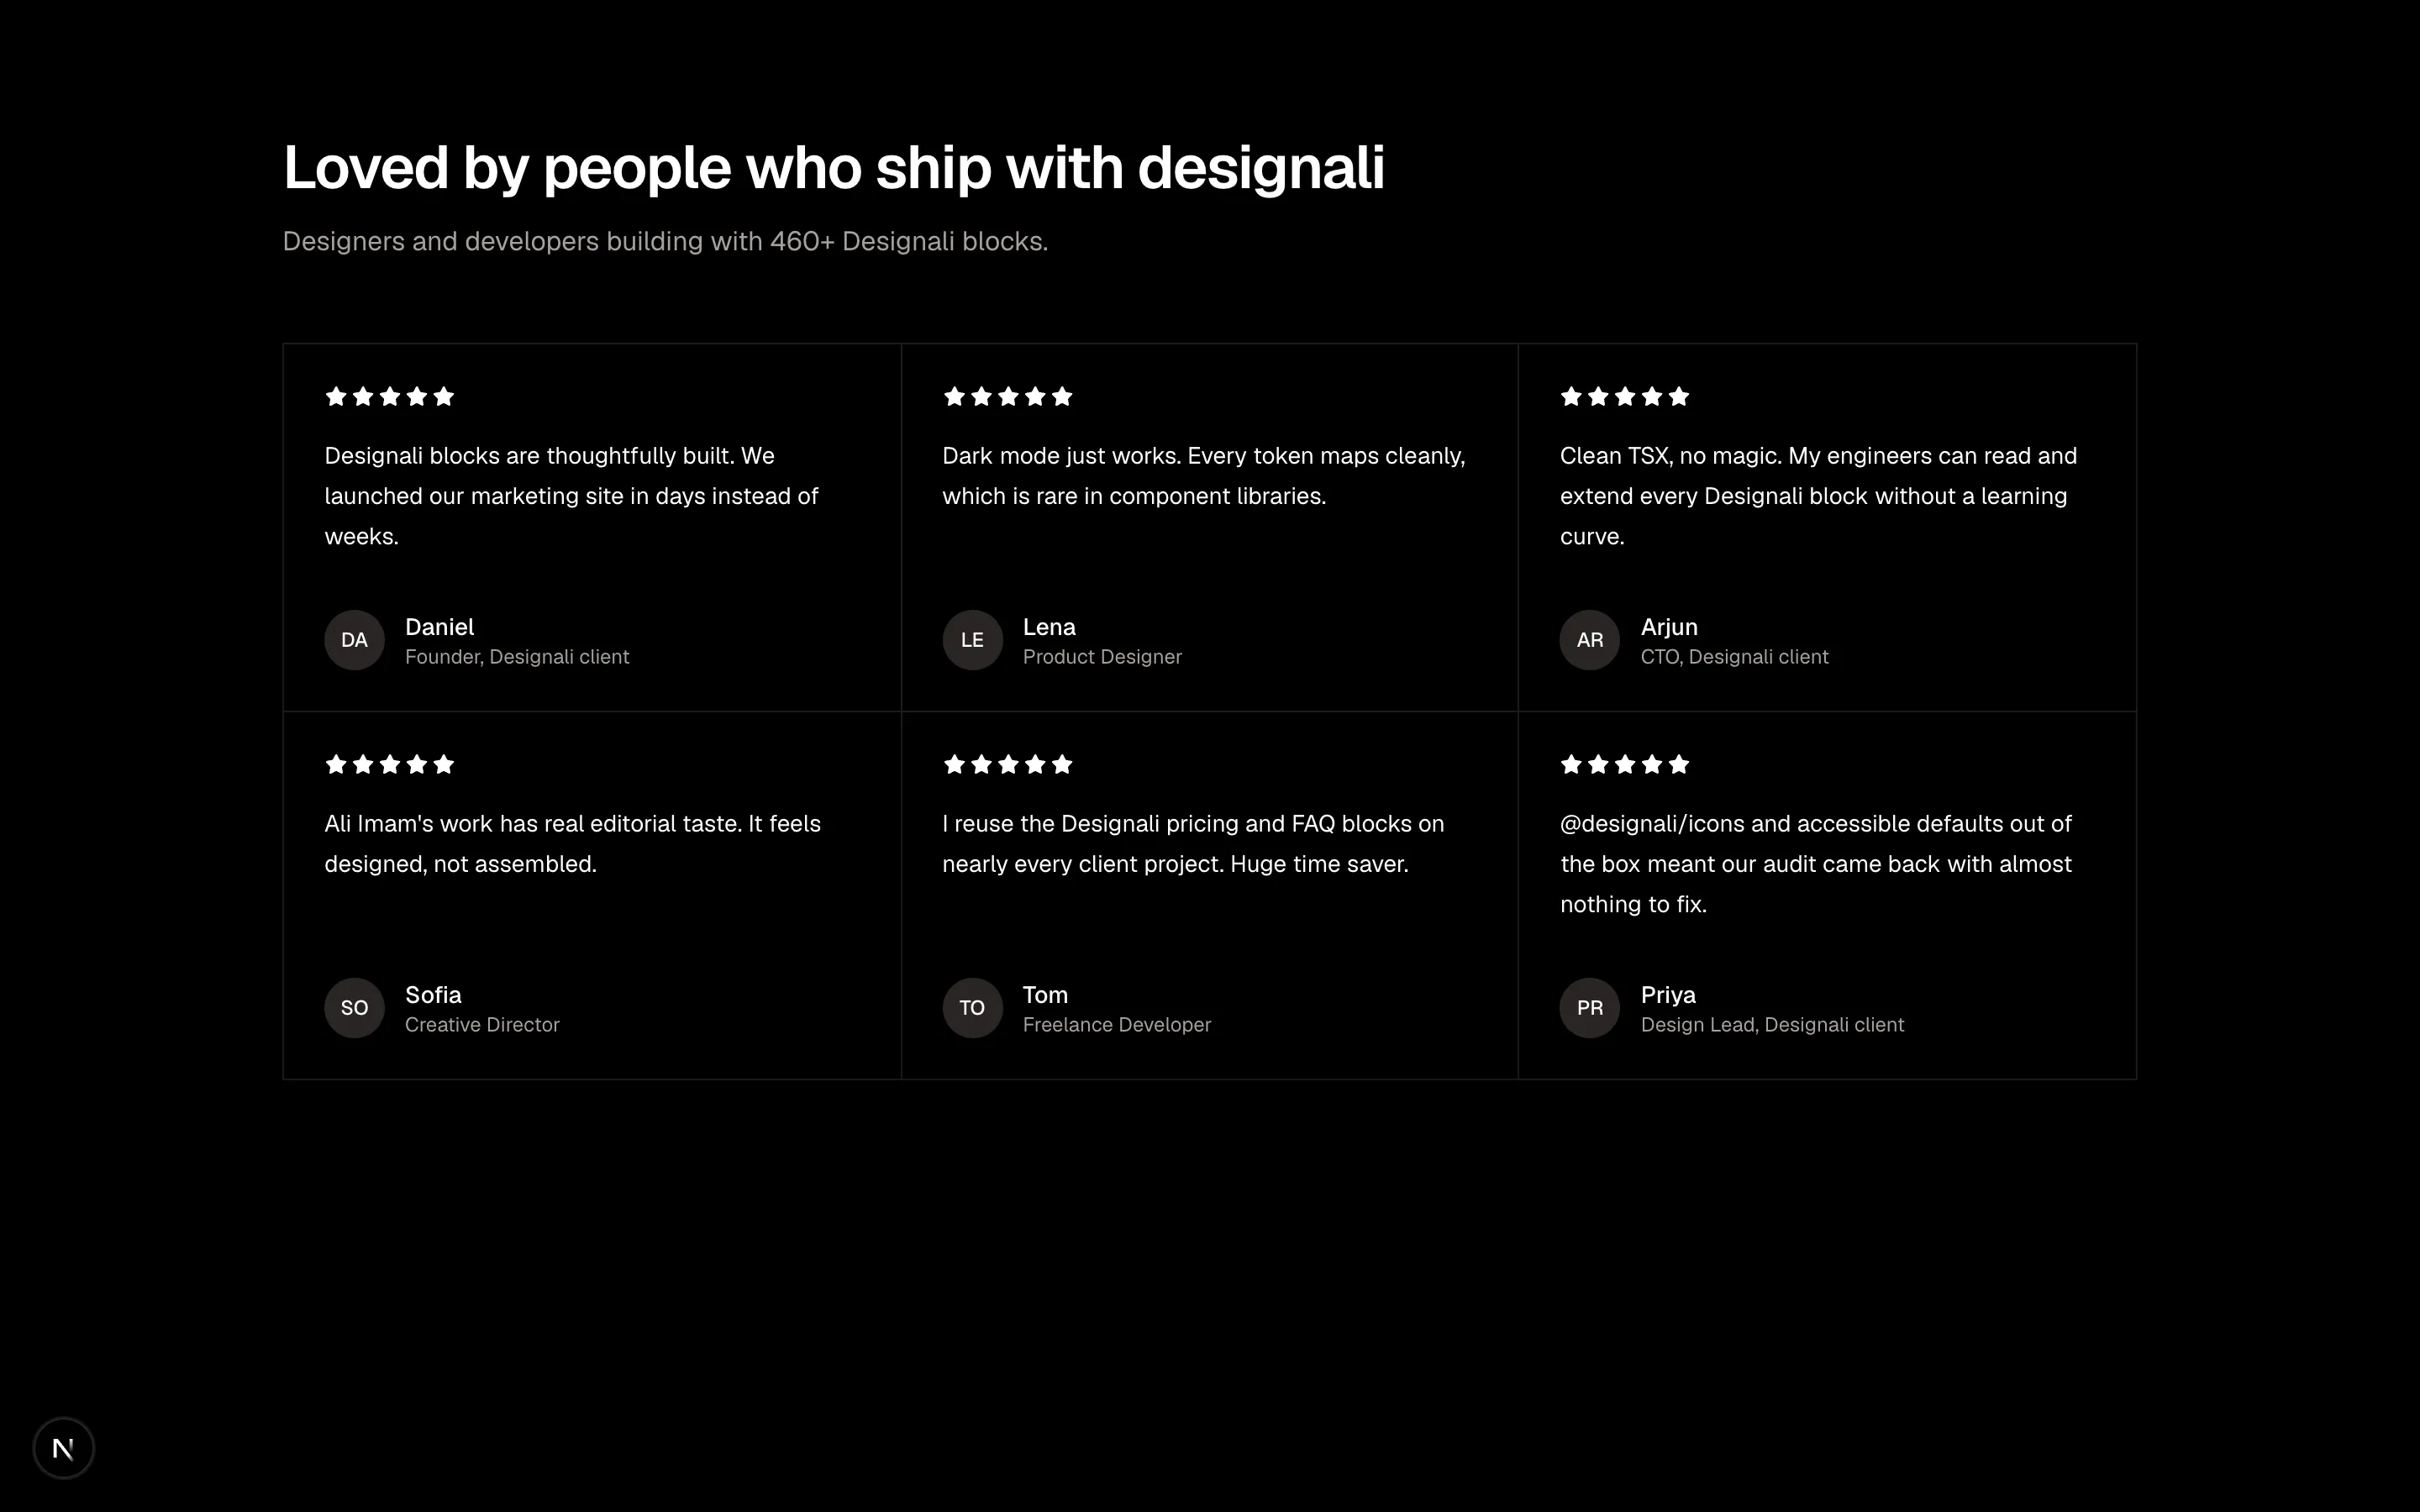 Loved by people who ship with designali
Designers and developers building with 460+ Designali blocks.
Designali blocks are thoughtfully built. We
launched our marketing site in days instead of
weeks.
DA
Daniel
Founder, Designali client
Dark mode just works. Every token maps cleanly,
which is rare in component libraries.
LE
Lena
Product Designer
Clean TSX, no magic. My engineers can read and
extend every Designali block without a learning
curve.
AR
Arjun
CTO, Designali client
Ali Imam's work has real editorial taste. It feels
designed, not assembled.
SO
Sofia
Creative Director
I reuse the Designali pricing and FAQ blocks on
nearly every client project. Huge time saver.
TO
Tom
Freelance Developer
@designali/icons and accessible defaults out of
the box meant our audit came back with almost
nothing to fix.
PR
Priya
Design Lead, Designali client
N